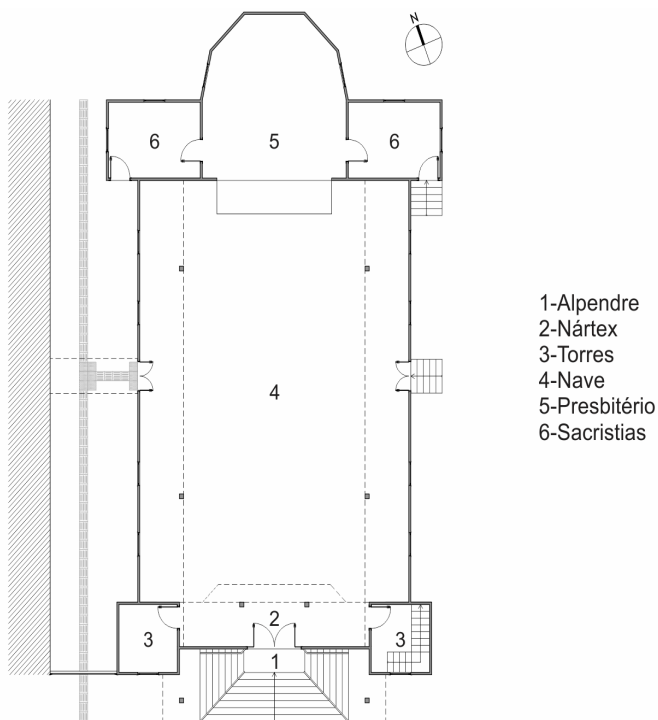 N
6
5
6
4
3
2
3
1
1-Alpendre
2-Nártex
3-Torres
4-Nave
5-Presbitério
6-Sacristias